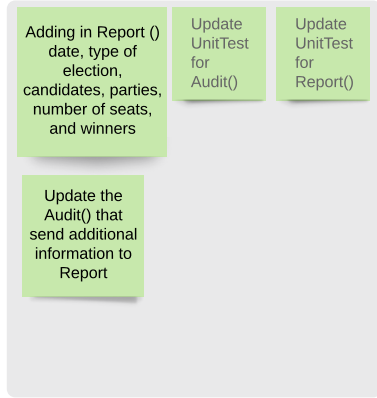 Adding in Report ()
date, type of
election,
candidates, parties,
number of seats,
and winners
Update
UnitTest
for
Audit()
Update
UnitTest
for
Report()
Update the
Audit() that
send additional
information to
Report